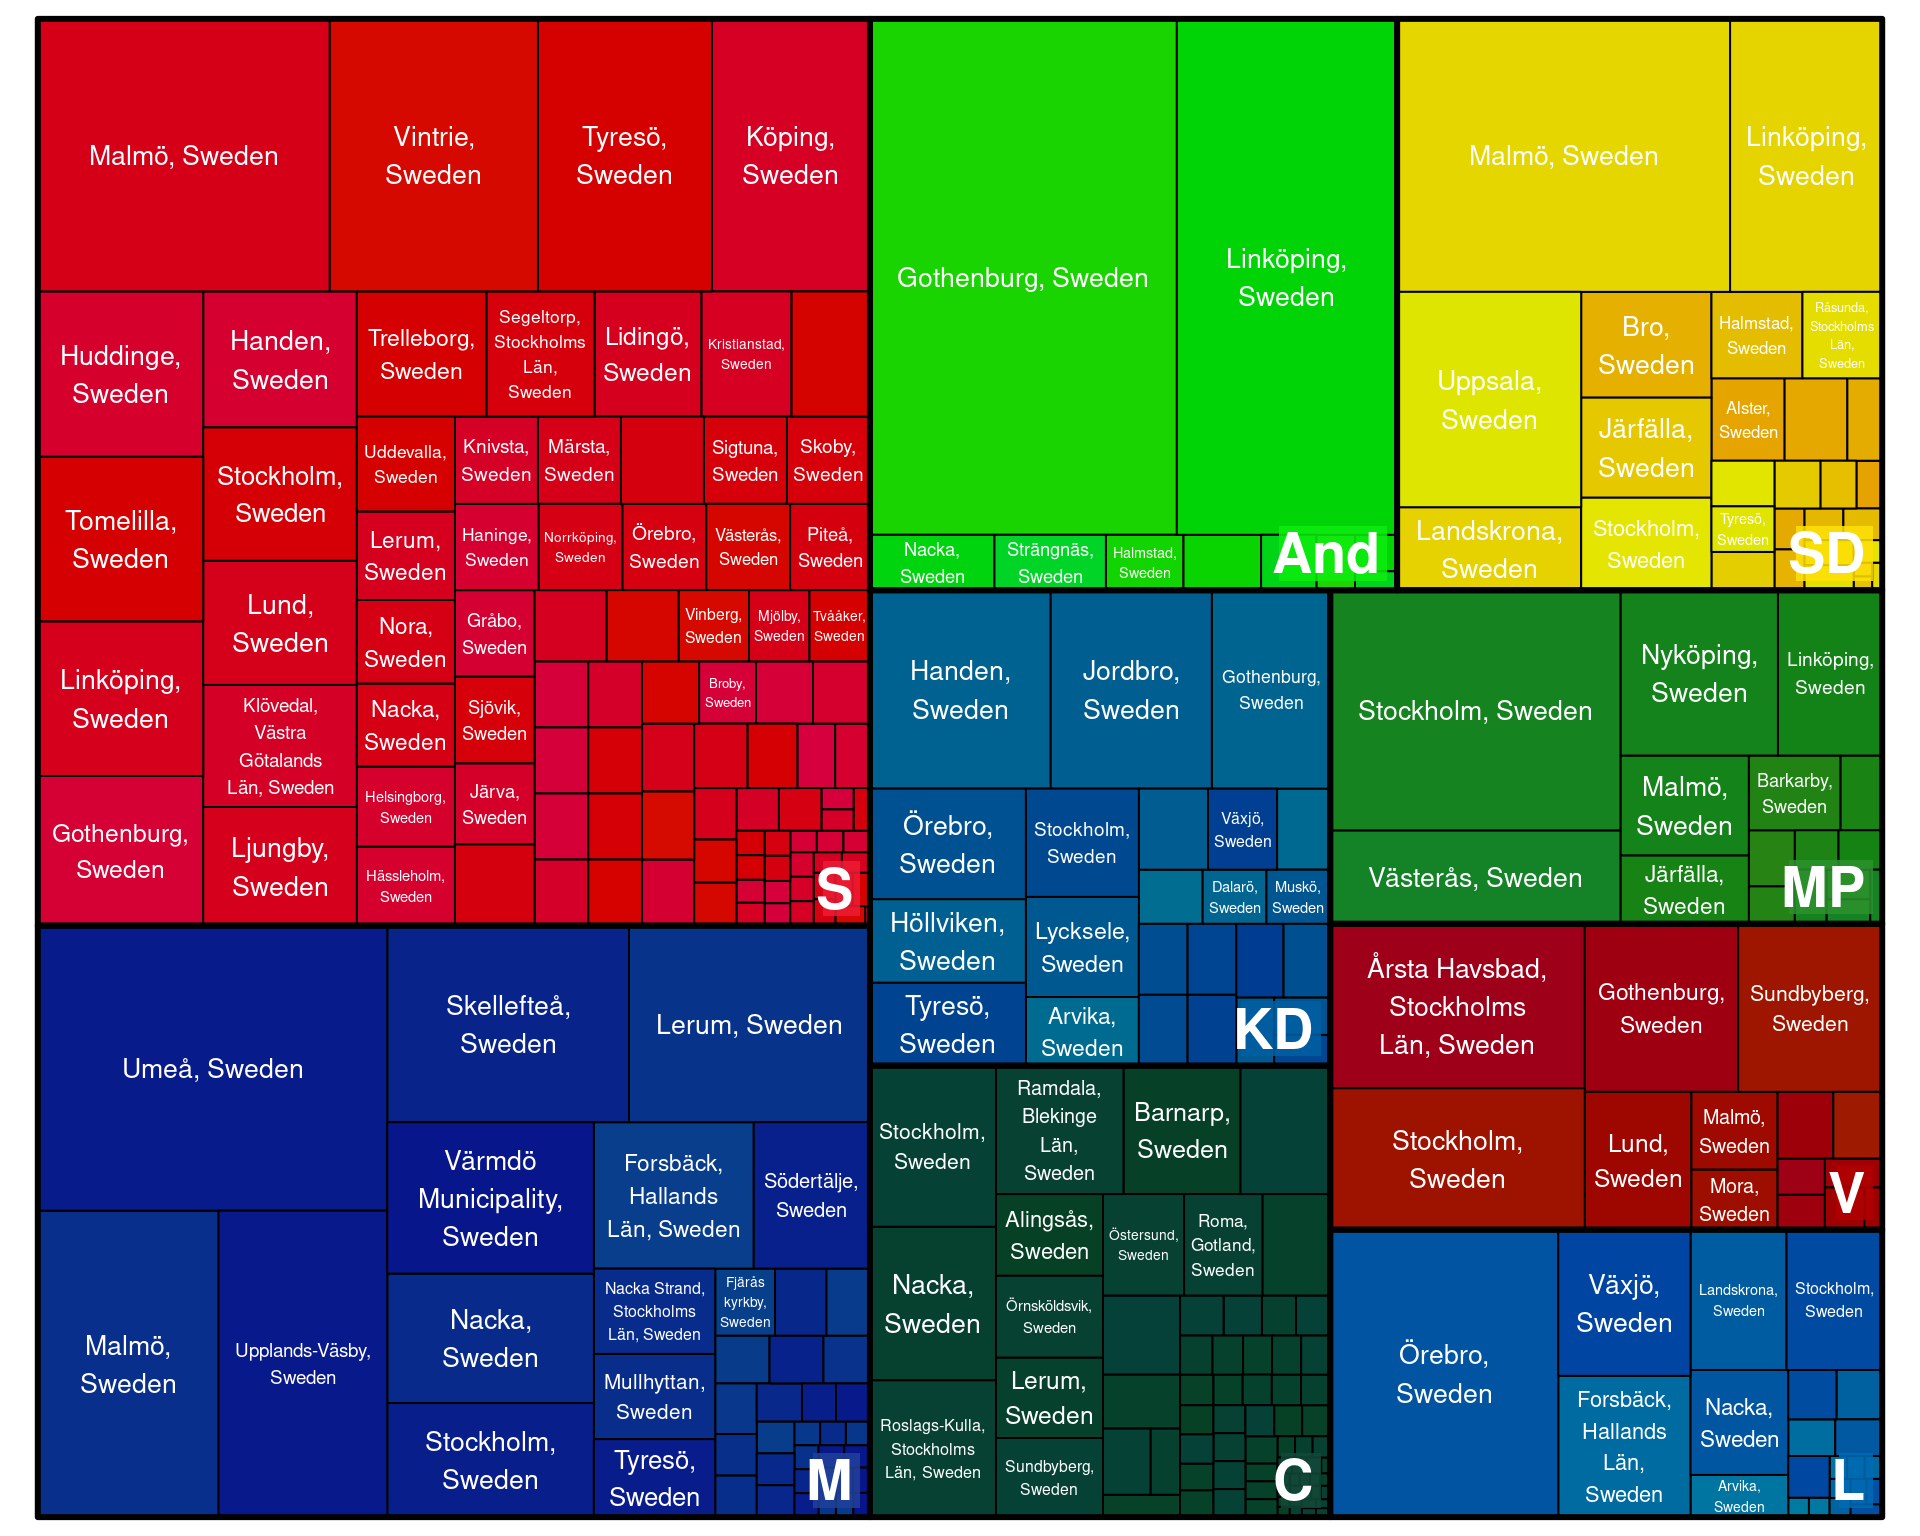 Malmö, Sweden
Vintrie,
Sweden
Tyresö,
Sweden
Köping,
Sweden
Huddinge,
Sweden
Handen,
Sweden
Trelleborg,
Sweden
Segeltorp,
Stockholms
Län,
Sweden
Lidingö,
Sweden
Kristianstad,
Sweden
Tomelilla,
Sweden
Stockholm,
Sweden
Uddevalla,
Sweden
Knivsta,
Sweden
Märsta,
Sweden
Sigtuna,
Sweden
Skoby,
Sweden
Lerum,
Sweden
Haninge,
Sweden
Norrköping,
Sweden
Örebro,
Sweden
Västerås,
Sweden
Piteå,
Sweden
Linköping,
Sweden
Lund,
Sweden
Nora,
Sweden
Gråbo,
Sweden
Vinberg,
Sweden
Mjölby,
Sweden
Tvååker,
Sweden
Klövedal,
Västra
Götalands
Län, Sweden
Nacka,
Sweden
Sjövik,
Sweden
Broby,
Sweden
Gothenburg,
Sweden
Ljungby,
Sweden
Helsingborg,
Sweden
Järva,
Sweden
Hässleholm,
Sweden
S
Gothenburg, Sweden
Linköping,
Sweden
Nacka,
Sweden
Strängnäs,
Sweden
Halmstad,
Sweden
And
Malmö, Sweden
Linköping,
Sweden
Uppsala,
Sweden
Bro,
Sweden
Halmstad,
Sweden
Råsunda,
Stockholms
Län,
Sweden
Järfälla,
Sweden
Alster,
Sweden
Landskrona,
Sweden
Stockholm,
Sweden
Tyresö,
Sweden
SD
Handen,
Sweden
Jordbro,
Sweden
Gothenburg,
Sweden
Örebro,
Sweden
Stockholm,
Sweden
Växjö,
Sweden
Dalarö,
Sweden
Muskö,
Sweden
Höllviken,
Sweden
Lycksele,
Sweden
Tyresö,
Sweden
Arvika,
Sweden
KD
Stockholm, Sweden
Nyköping,
Sweden
Linköping,
Sweden
Malmö,
Sweden
Barkarby,
Sweden
Västerås, Sweden
Järfälla,
Sweden
MP
Umeå, Sweden
Skellefteå,
Sweden
Lerum, Sweden
Värmdö
Municipality,
Sweden
Forsbäck,
Hallands
Län, Sweden
Södertälje,
Sweden
Malmö,
Sweden
Upplands-Väsby,
Sweden
Nacka,
Sweden
Nacka Strand,
Stockholms
Län, Sweden
Fjärås
kyrkby,
Sweden
Mullhyttan,
Sweden
Stockholm,
Sweden
Tyresö,
Sweden
M
Stockholm,
Sweden
Ramdala,
Blekinge
Län,
Sweden
Barnarp,
Sweden
Nacka,
Sweden
Alingsås,
Sweden
Östersund,
Sweden
Roma,
Gotland,
Sweden
Örnsköldsvik,
Sweden
Lerum,
Sweden
Roslags-Kulla,
Stockholms
Län, Sweden
Sundbyberg,
Sweden
C
Årsta Havsbad,
Stockholms
Län, Sweden
Gothenburg,
Sweden
Sundbyberg,
Sweden
Stockholm,
Sweden
Lund,
Sweden
Malmö,
Sweden
Mora,
Sweden
V
Örebro,
Sweden
Växjö,
Sweden
Landskrona,
Sweden
Stockholm,
Sweden
Forsbäck,
Hallands
Län,
Sweden
Nacka,
Sweden
Arvika,
Sweden
L